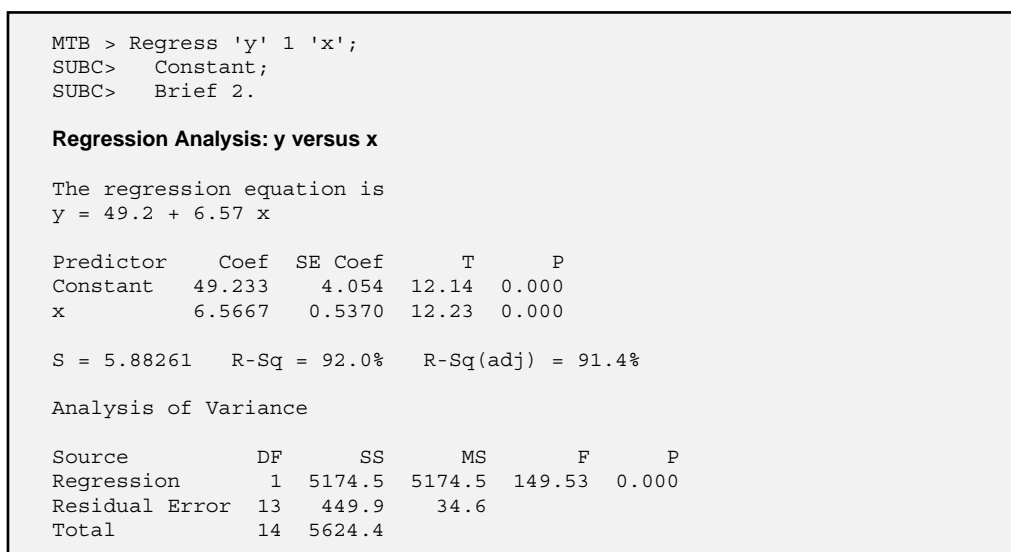 MTB > Regress 'y' 1 'x';
SUBC>   Constant;
SUBC>   Brief 2.
Regression Analysis: y versus x
The regression equation is
y = 49.2 + 6.57 x
Predictor    Coef  SE Coef      T      P
Constant   49.233    4.054  12.14  0.000
x          6.5667   0.5370  12.23  0.000
S = 5.88261   R-Sq = 92.0%   R-Sq(adj) = 91.4%
Analysis of Variance
Source          DF      SS      MS       F      P
Regression       1  5174.5  5174.5  149.53  0.000
Residual Error  13   449.9    34.6
Total           14  5624.4